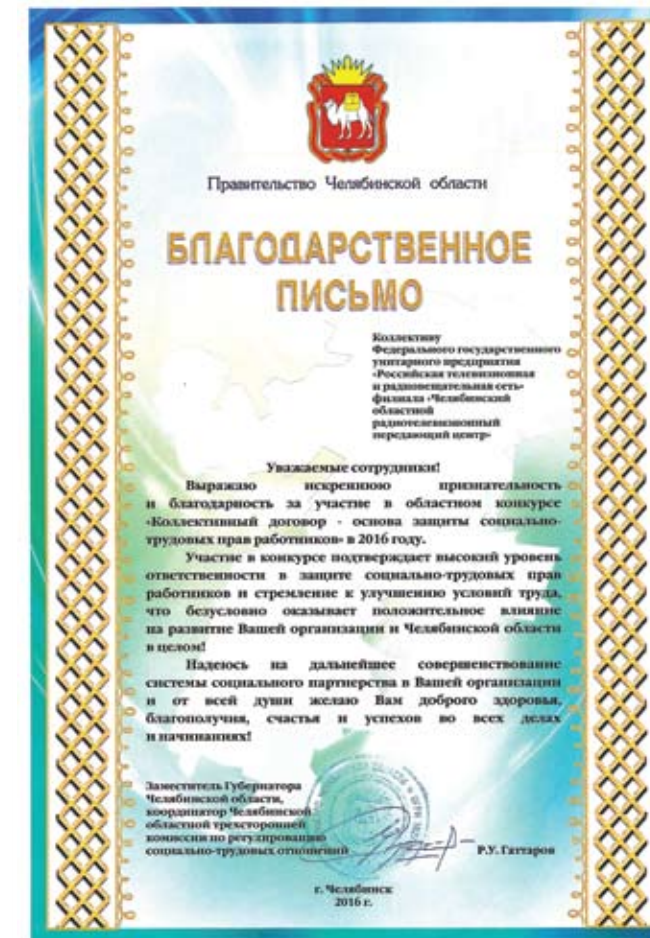 Правительство Челябинской области
БЛАГОДАРСТВЕННОЕ
ПИСЬМО
Коллективу
Федерального государственного
унитарного предприятия
«Российская телевизионная
и радиовещательная сеть»
филиала «Челябинский
областной
радиотелевизионный
передающий центр»
Уважаемые сотрудники!
Выражаю искреннюю признательность
и благодарность за участие в областном конкурсе
«Коллективный договор - основа защиты социально-
трудовых прав работников» в 2016 году.
Участие в конкурсе подтверждает высокий уровень
ответственности в защите социально-трудовых прав
работников и стремление к улучшению условий труда,
что безусловно оказывает положительное влияние
на развитие Вашей организации и Челябинской области
в целом!
Надеюсь на дальнейшее совершенствование
системы социального партнерства в Вашей организации
и от всей души желаю Вам доброго здоровья,
благополучия, счастья и успехов во всех делах
и начинаниях!
Заместитель Губернатора
Челябинской области,
координатор Челябинской
областной трехсторонней
комиссии по регулированию
социально-трудовых отношений
Р.У. Гаттаров
г. Челябинск
2016 г.